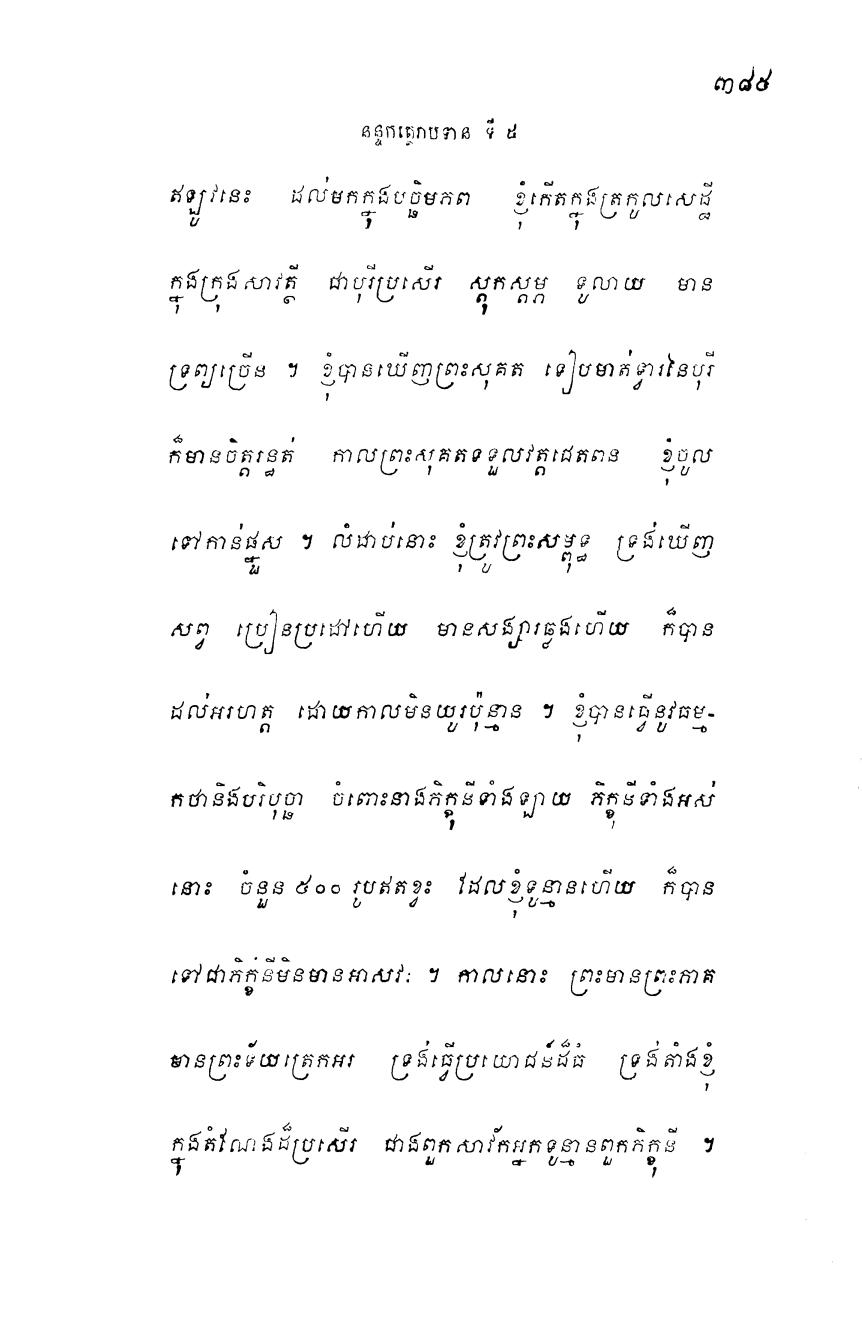 ៣៨៥
នន្ទកត្ថេរាបទាន ទី ៥
ឥឡូវនេះ ដល់មកក្នុងបច្ឆិមភព ខ្ញុំកើតក្នុងត្រកូលសេដ្ឋី
ក្នុងក្រុងសាវត្ថី ជាបុរីប្រសើរ ស្តុកស្តម្ភ ទូលាយ មាន
ទ្រព្យច្រើន ។ ខ្ញុំបានឃើញព្រះសុគត ទៀបមាត់ទ្វារនៃបុរី
ក៏មានចិត្តរន្ធត់ កាលព្រះសុគតទទួលវត្តជេតពន ខ្ញុំចូល
ទៅកាន់ផ្នួស ។ លំដាប់នោះ ខ្ញុំត្រូវព្រះសម្ពុទ្ធ ទ្រង់ឃើញ
សព្វ ប្រៀនប្រដៅហើយ មានសង្សារឆ្លងហើយ ក៏បាន
ដល់អរហត្ត ដោយកាលមិនយូរប៉ុន្មាន ។ ខ្ញុំបានធ្វើនូវធម្ម-
កថានិងបរិបុច្ឆា ចំពោះនាងភិក្ខុនីទាំងឡាយ ភិក្ខុនីទាំងអស់
នោះ ចំនួន ៥០០ រូបឥតខ្វះ ដែលខ្ញុំទូន្មានហើយ ក៏បាន
ទៅជាភិក្ខុនីមិនមានអាសវៈ ។ កាលនោះ ព្រះមានព្រះភាគ
មានព្រះទ័យត្រេកអរ ទ្រង់ធ្វើប្រយោជន៍ដ៏ធំ ទ្រង់តាំងខ្ញុំ
ក្នុងតំណែងដ៏ប្រសើរ ជាងពួកសាវ័កអ្នកទូន្មានពួកភិក្ខុនី ។